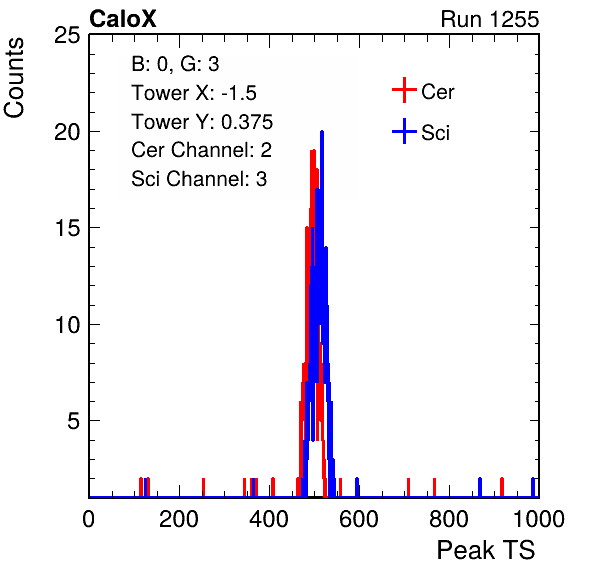 CaloX Run 1255
Counts
25
20
15
10
5
B: 0, G: 3
Tower X: -1.5
Tower Y: 0.375
Cer Channel: 2
Sci Channel: 3
Cer
Sci
0 200 400 600 800 1000
Peak TS